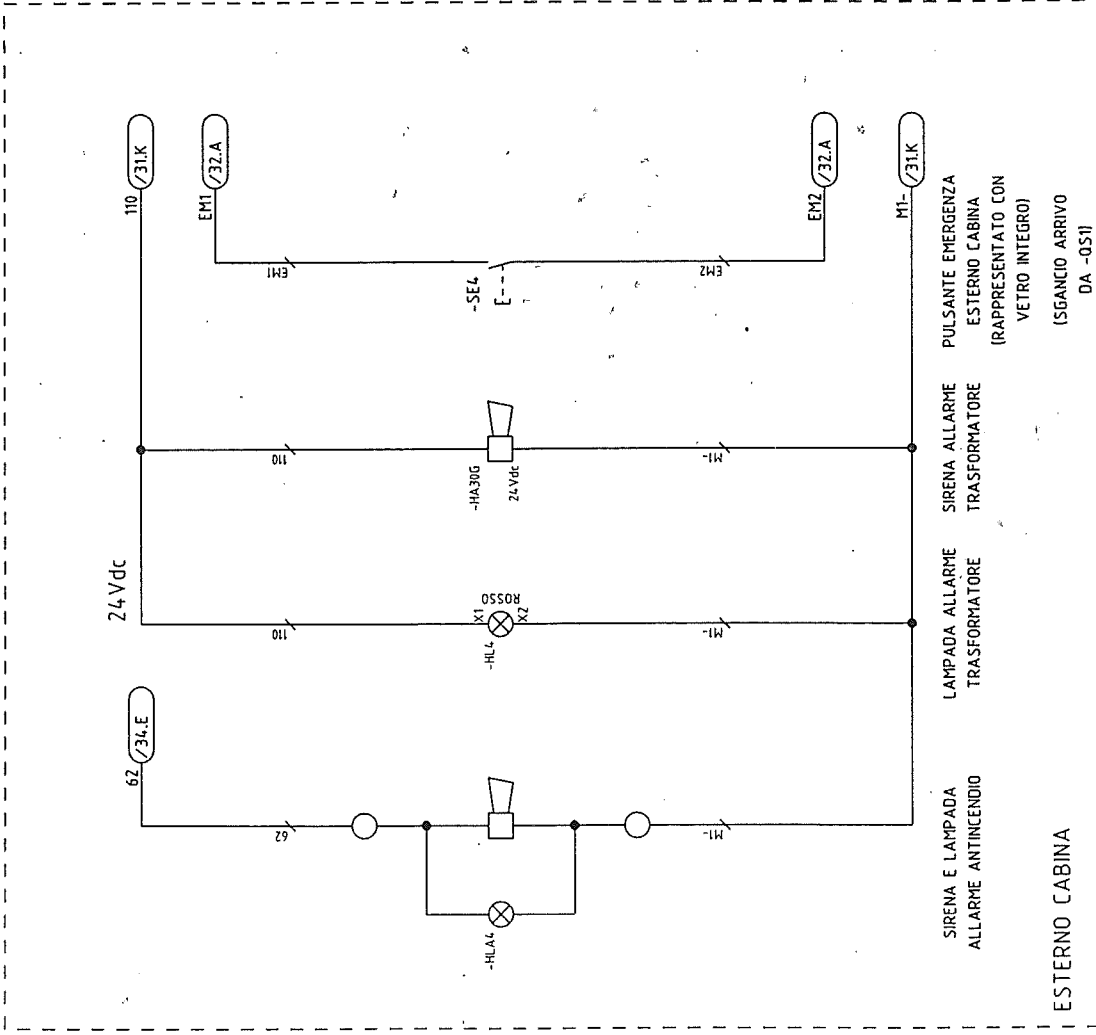 24Vdc
62
/34.E
110
/31.K
EM1
/32.A
62
110
110
EM1
-HLA4
-HL4
X1
ROSSO
X2
-HA30G
24Vdc
-SE4
M1-
M1-
M1-
EM2
EM2
/32.A
M1-
/31.K
SIRENA E LAMPADA
ALLARME ANTINCENDIO
LAMPADA ALLARME
TRASFORMATORE
SIRENA ALLARME
TRASFORMATORE
PULSANTE EMERGENZA
ESTERNO CABINA
(RAPPRESENTATO CON
VETRO INTEGRO)
(SGANCIO ARRIVO
DA -QS1)
ESTERNO CABINA